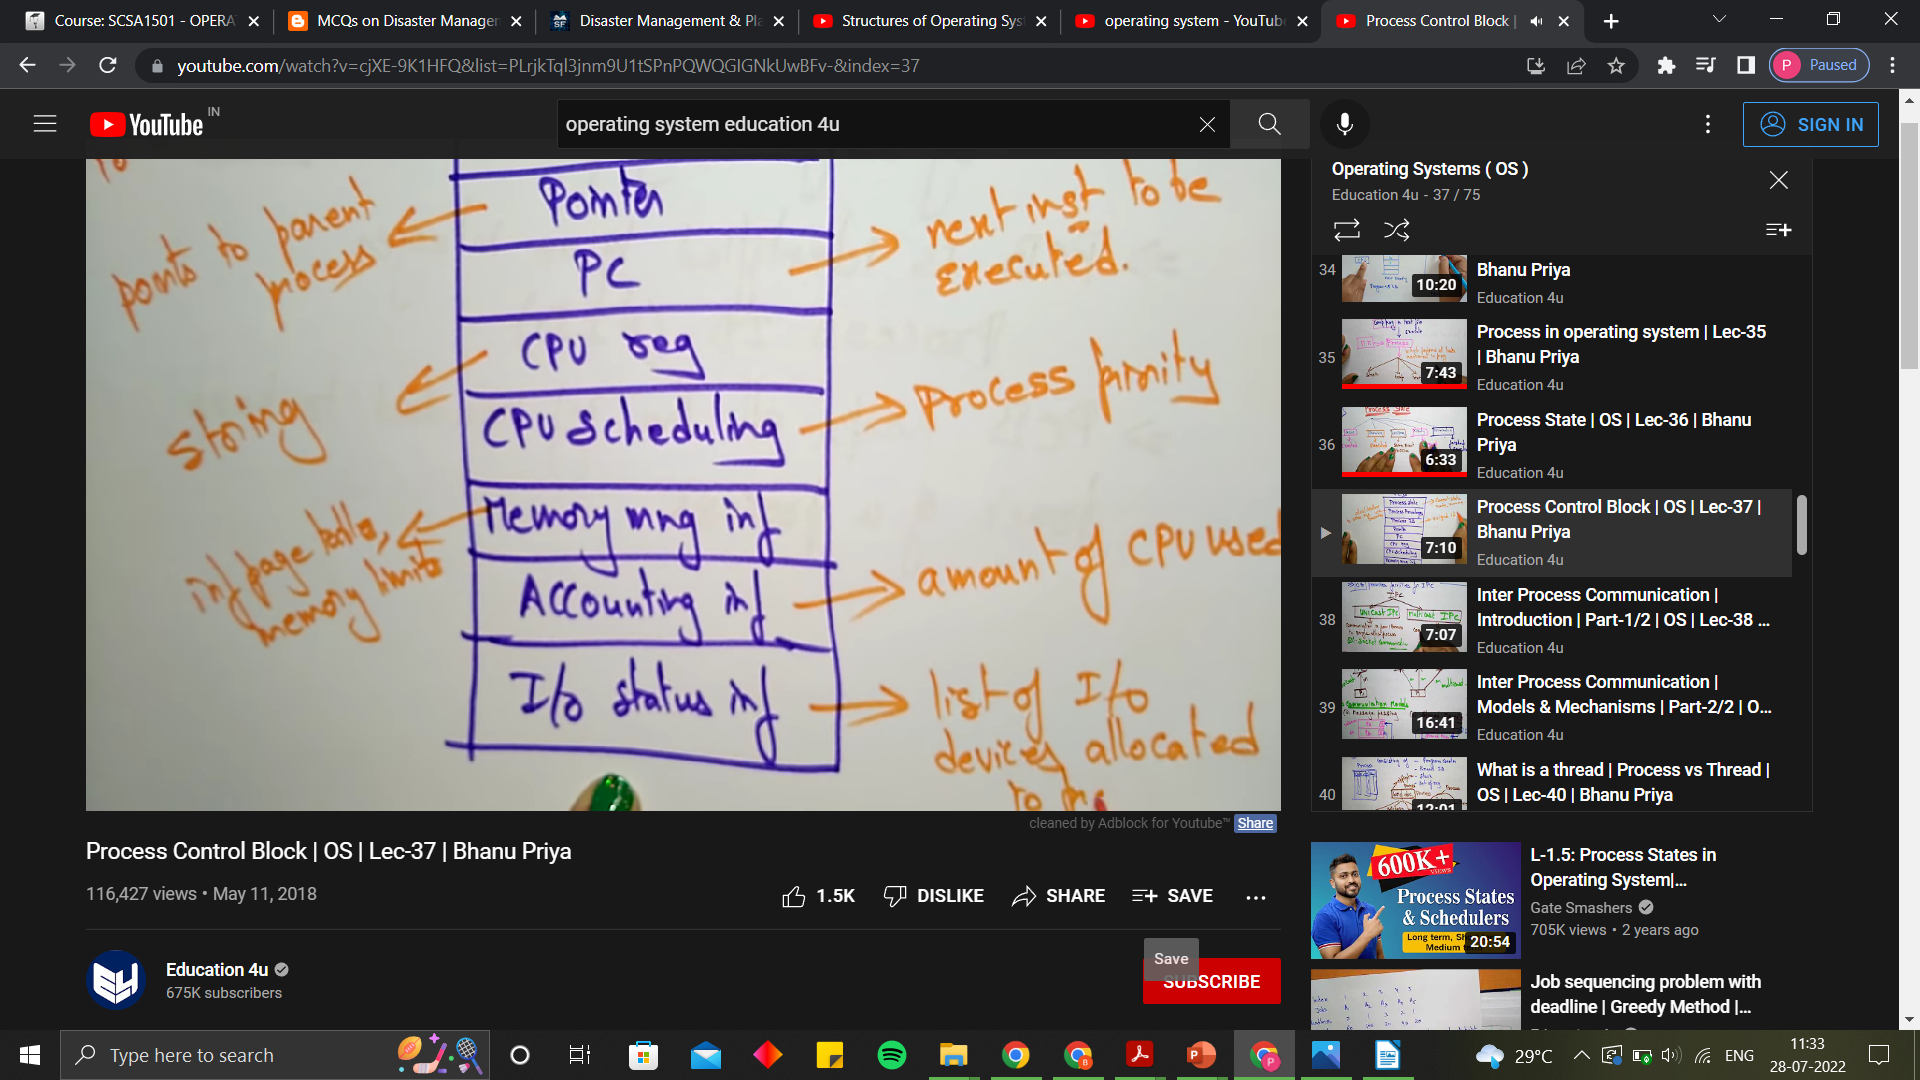 Course: SCSA1501 - OPERA
MCQs on Disaster Managen
Disaster Management & Pla
Structures of Operating Sys
operating system - YouTube
Process Control Block |
youtube.com/watch?v=cjXE-9K1HFQ&list=PLrjkTql3jnm9U1tSPnPQWQGIGNkUwBFv-&index=37
P Paused
YouTube IN
operating system education 4u
SIGN IN
to
points to parent
process
Pointer
next inst to be
executed.
PC
CPU reg
string
CPU Scheduling
process priority
Memory mng inf
inf page table,
memory limits
Accounting inf
amount of CPU used
I/o status inf
list of I/o
devices allocated
cleaned by Adblock for Youtube™ Share
Process Control Block | OS | Lec-37 | Bhanu Priya
116,427 views • May 11, 2018
1.5K DISLIKE SHARE SAVE
Save
Education 4u
675K subscribers
SUBSCRIBE
Operating Systems ( OS )
Education 4u - 37 / 75
34
10:20
Bhanu Priya
Education 4u
35
7:43
Process in operating system | Lec-35
| Bhanu Priya
Education 4u
36
6:33
Process State | OS | Lec-36 | Bhanu
Priya
Education 4u
7:10
Process Control Block | OS | Lec-37 |
Bhanu Priya
Education 4u
38
7:07
Inter Process Communication |
Introduction | Part-1/2 | OS | Lec-38 ...
Education 4u
39
16:41
Inter Process Communication |
Models & Mechanisms | Part-2/2 | O...
Education 4u
40
12:01
What is a thread | Process vs Thread |
OS | Lec-40 | Bhanu Priya
600K+
VIEWS
Process States
& Schedulers
Long term, Sh
Medium t
20:54
L-1.5: Process States in
Operating System|...
Gate Smashers
705K views • 2 years ago
Job sequencing problem with
deadline | Greedy Method |...
Type here to search
29°C
ENG
11:33
28-07-2022